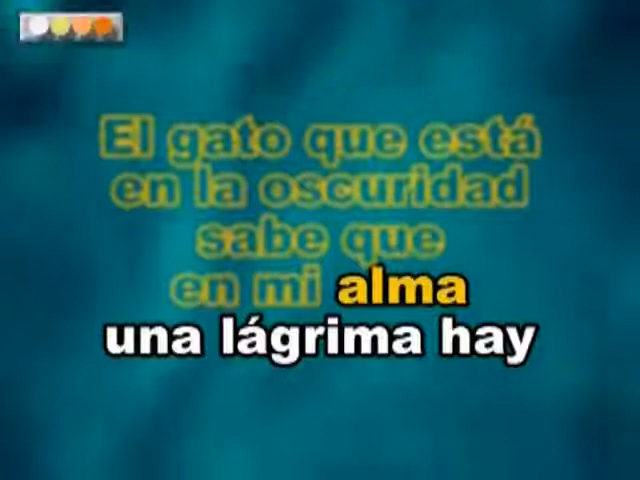 El gato que está
en la oscuridad
sabe que
en mi alma
una lágrima hay